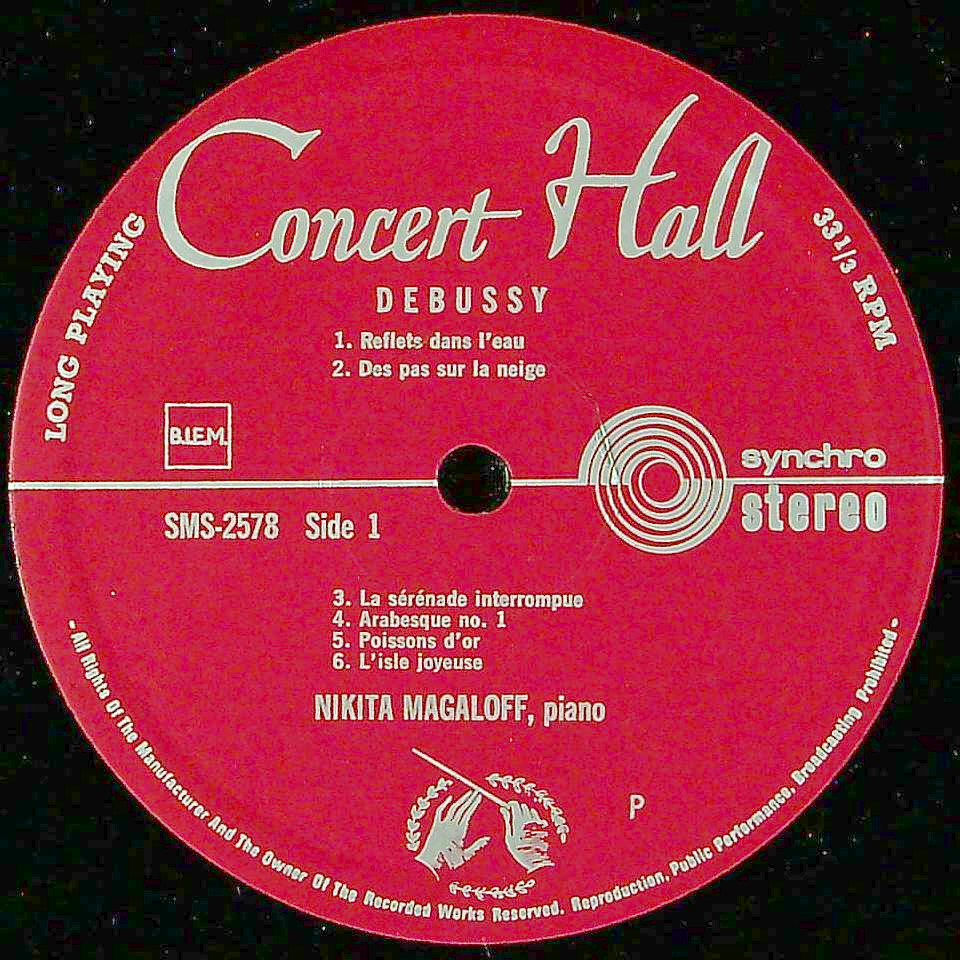 Concert Hall
LONG PLAYING
33 1/3 RPM
DEBUSSY
1. Reflets dans l'eau
2. Des pas sur la neige
B.I.E.M.
synchro
stereo
SMS-2578 Side 1
3. La sérénade interrompue
4. Arabesque no. 1
5. Poissons d'or
6. L'isle joyeuse
NIKITA MAGALOFF, piano
P
- All Rights Of The Manufacturer And The Owner Of The Recorded Works Reserved. Reproduction, Public Performance, Broadcasting Prohibited -